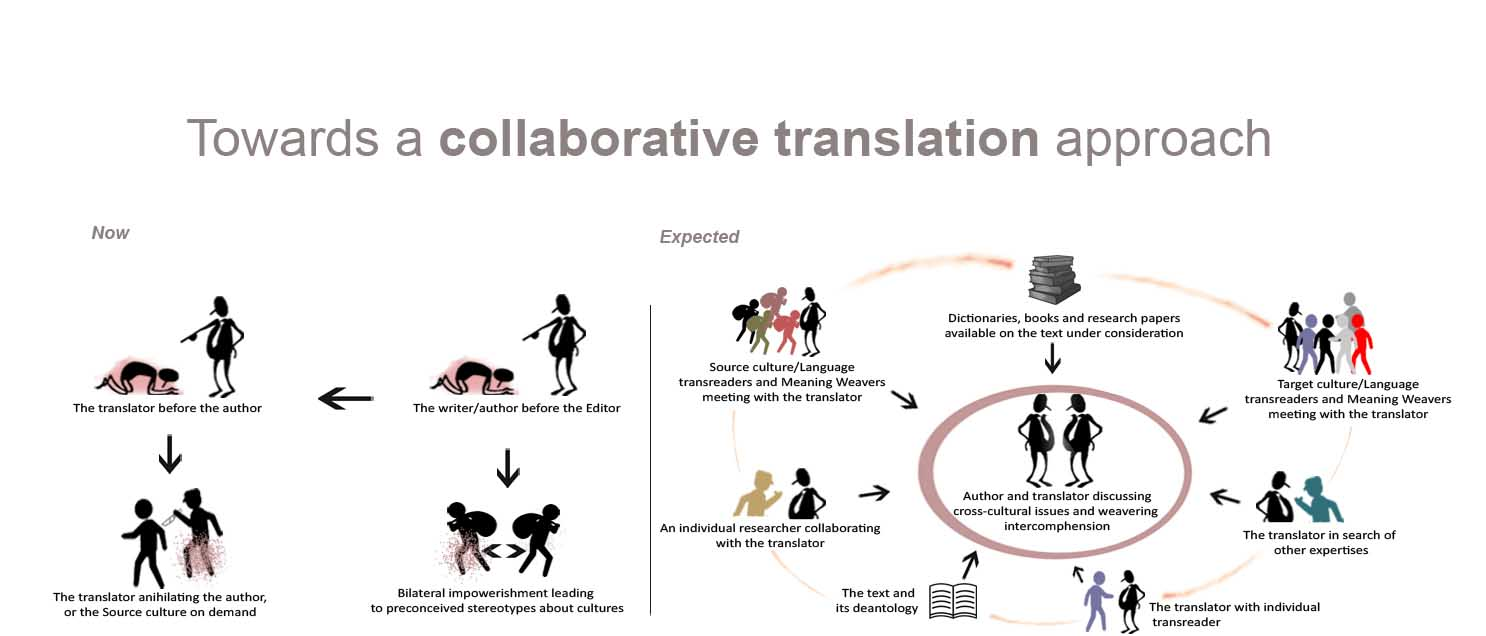 Towards a collaborative translation approach
Now
The translator before the author
The writer/author before the Editor
The translator anihilating the author,
or the Source culture on demand
Bilateral impowerishment leading
to preconceived stereotypes about cultures
Expected
Dictionaries, books and research papers
available on the text under consideration
Source culture/Language
transreaders and Meaning Weavers
meeting with the translator
Target culture/Language
transreaders and Meaning Weavers
meeting with the translator
Author and translator discussing
cross-cultural issues and weavering
intercomphension
An individual researcher collaborating
with the translator
The translator in search of
other expertises
The text and
its deantology
The translator with individual
transreader